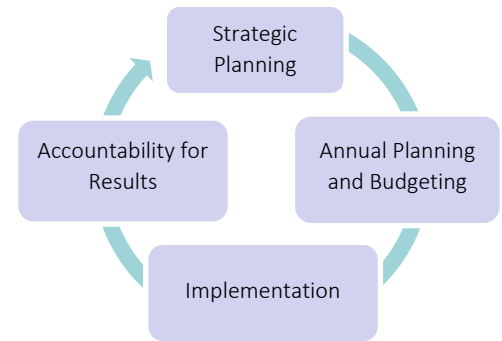 Strategic
Planning
Annual Planning
and Budgeting
Implementation
Accountability for
Results